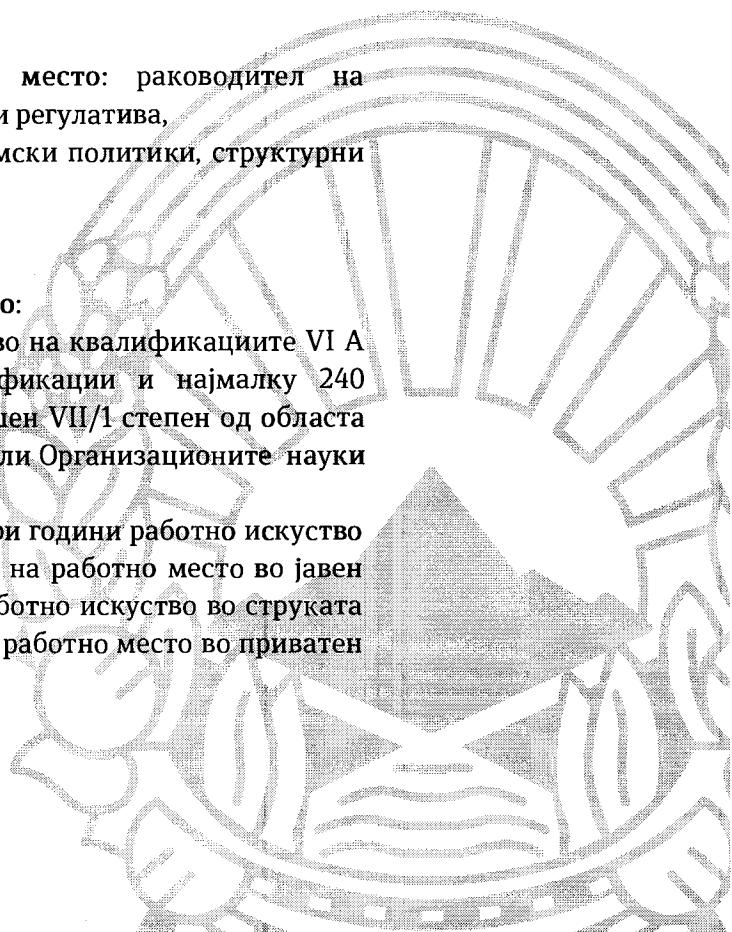 место: раководител на
и регулатива,
мски политики, структурни
о:
во на квалификациите VI А
фикации и најмалку 240
шен VII/1 степен од областа
ли Организационите науки
ри години работно искуство
на работно место во јавен
ботно искуство во струката
работно место во приватен